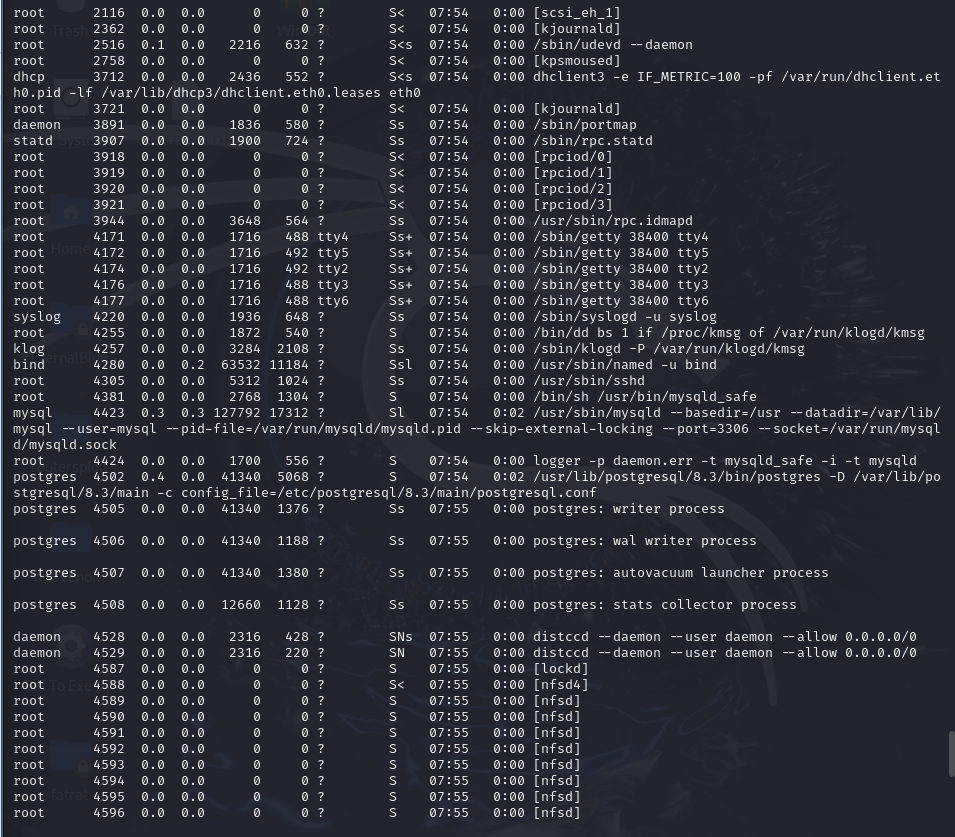 root      2116  0.0  0.0      0     0 ?        S<   07:54   0:00 [scsi_eh_1]
root      2362  0.0  0.0      0     0 ?        S<   07:54   0:00 [kjournald]
root      2516  0.1  0.0   2216   632 ?        S<s  07:54   0:00 /sbin/udevd --daemon
root      2758  0.0  0.0      0     0 ?        S<   07:54   0:00 [kpsmoused]
dhcp      3712  0.0  0.0   2436   552 ?        S<s  07:54   0:00 dhclient3 -e IF_METRIC=100 -pf /var/run/dhclient.et
h0.pid -lf /var/lib/dhcp3/dhclient.eth0.leases eth0
root      3721  0.0  0.0      0     0 ?        S<   07:54   0:00 [kjournald]
daemon    3891  0.0  0.0   1836   580 ?        Ss   07:54   0:00 /sbin/portmap
statd     3907  0.0  0.0   1900   724 ?        Ss   07:54   0:00 /sbin/rpc.statd
root      3918  0.0  0.0      0     0 ?        S<   07:54   0:00 [rpciod/0]
root      3919  0.0  0.0      0     0 ?        S<   07:54   0:00 [rpciod/1]
root      3920  0.0  0.0      0     0 ?        S<   07:54   0:00 [rpciod/2]
root      3921  0.0  0.0      0     0 ?        S<   07:54   0:00 [rpciod/3]
root      3944  0.0  0.0   3648   564 ?        Ss   07:54   0:00 /usr/sbin/rpc.idmapd
root      4171  0.0  0.0   1716   488 tty4     Ss+  07:54   0:00 /sbin/getty 38400 tty4
root      4172  0.0  0.0   1716   492 tty5     Ss+  07:54   0:00 /sbin/getty 38400 tty5
root      4174  0.0  0.0   1716   492 tty2     Ss+  07:54   0:00 /sbin/getty 38400 tty2
root      4176  0.0  0.0   1716   488 tty3     Ss+  07:54   0:00 /sbin/getty 38400 tty3
root      4177  0.0  0.0   1716   488 tty6     Ss+  07:54   0:00 /sbin/getty 38400 tty6
syslog    4220  0.0  0.0   1936   648 ?        Ss   07:54   0:00 /sbin/syslogd -u syslog
root      4255  0.0  0.0   1872   540 ?        S    07:54   0:00 /bin/dd bs 1 if /proc/kmsg of /var/run/klogd/kmsg
klog      4257  0.0  0.0   3284  2108 ?        Ss   07:54   0:00 /sbin/klogd -P /var/run/klogd/kmsg
bind      4280  0.0  0.2  63532 11184 ?        Ssl  07:54   0:00 /usr/sbin/named -u bind
root      4305  0.0  0.0   5312  1024 ?        Ss   07:54   0:00 /usr/sbin/sshd
root      4381  0.0  0.0   2768  1304 ?        S    07:54   0:00 /bin/sh /usr/bin/mysqld_safe
mysql     4423  0.3  0.3 127792 17312 ?        Sl   07:54   0:02 /usr/sbin/mysqld --basedir=/usr --datadir=/var/lib/
mysql --user=mysql --pid-file=/var/run/mysqld/mysqld.pid --skip-external-locking --port=3306 --socket=/var/run/mysql
d/mysqld.sock
root      4424  0.0  0.0   1700   556 ?        S    07:54   0:00 logger -p daemon.err -t mysqld_safe -i -t mysqld
postgres  4502  0.4  0.0  41340  5068 ?        S    07:54   0:02 /usr/lib/postgresql/8.3/bin/postgres -D /var/lib/po
stgresql/8.3/main -c config_file=/etc/postgresql/8.3/main/postgresql.conf
postgres  4505  0.0  0.0  41340  1376 ?        Ss   07:55   0:00 postgres: writer process
postgres  4506  0.0  0.0  41340  1188 ?        Ss   07:55   0:00 postgres: wal writer process
postgres  4507  0.0  0.0  41340  1380 ?        Ss   07:55   0:00 postgres: autovacuum launcher process
postgres  4508  0.0  0.0  12660  1128 ?        Ss   07:55   0:00 postgres: stats collector process
daemon    4528  0.0  0.0   2316   428 ?        SNs  07:55   0:00 distccd --daemon --user daemon --allow 0.0.0.0/0
daemon    4529  0.0  0.0   2316   220 ?        SN   07:55   0:00 distccd --daemon --user daemon --allow 0.0.0.0/0
root      4587  0.0  0.0      0     0 ?        S    07:55   0:00 [lockd]
root      4588  0.0  0.0      0     0 ?        S<   07:55   0:00 [nfsd4]
root      4589  0.0  0.0      0     0 ?        S    07:55   0:00 [nfsd]
root      4590  0.0  0.0      0     0 ?        S    07:55   0:00 [nfsd]
root      4591  0.0  0.0      0     0 ?        S    07:55   0:00 [nfsd]
root      4592  0.0  0.0      0     0 ?        S    07:55   0:00 [nfsd]
root      4593  0.0  0.0      0     0 ?        S    07:55   0:00 [nfsd]
root      4594  0.0  0.0      0     0 ?        S    07:55   0:00 [nfsd]
root      4595  0.0  0.0      0     0 ?        S    07:55   0:00 [nfsd]
root      4596  0.0  0.0      0     0 ?        S    07:55   0:00 [nfsd]